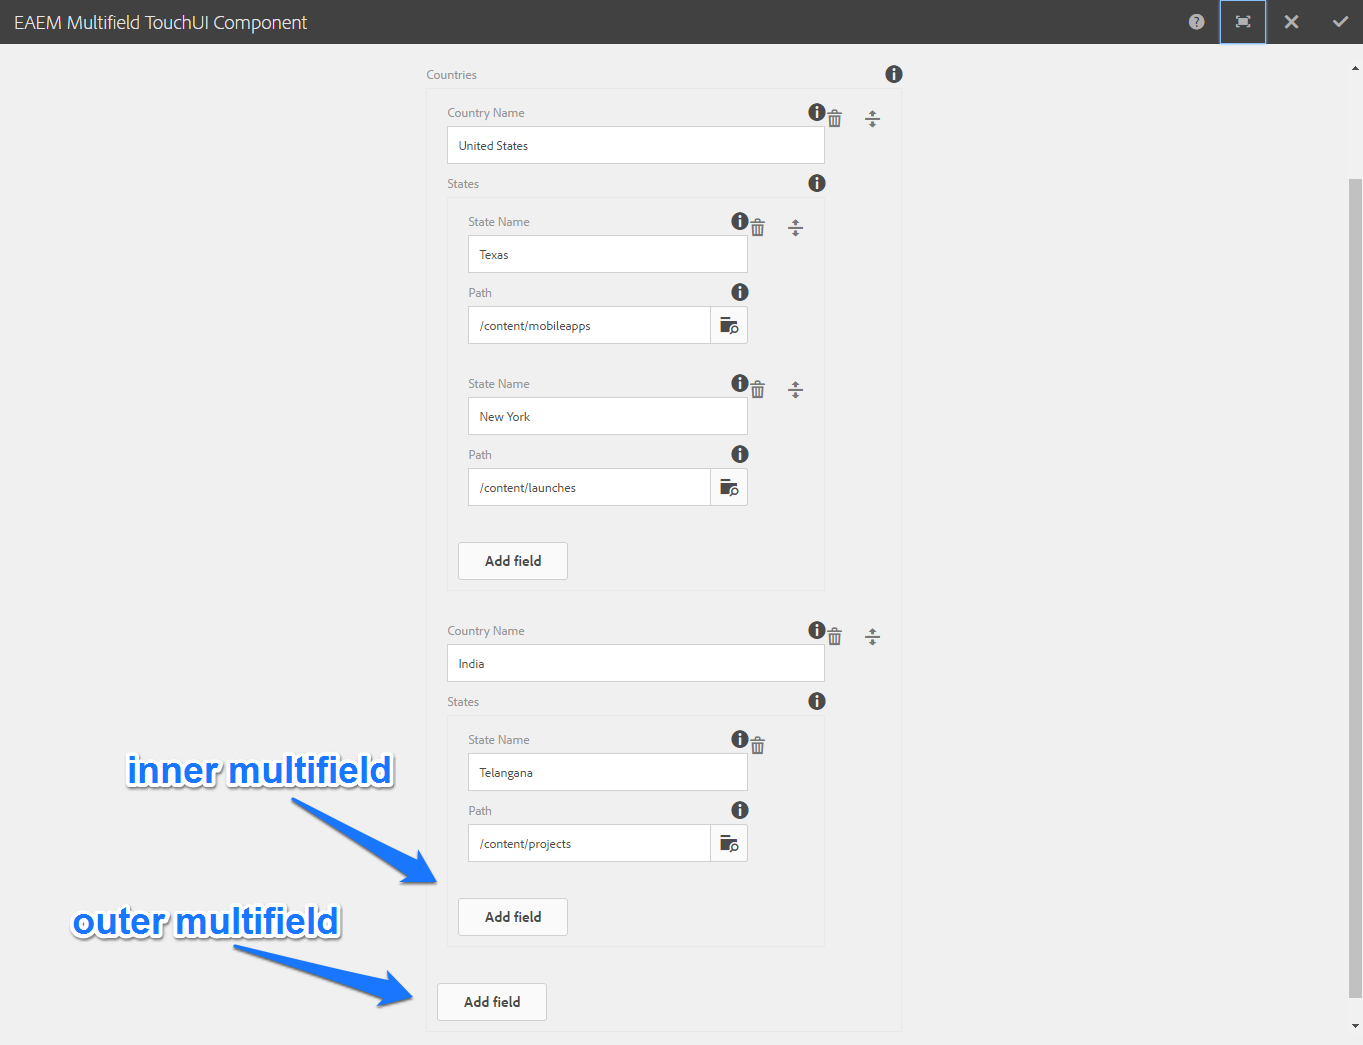 EAEM Multifield TouchUI Component
Countries
Country Name
United States
States
State Name
Texas
Path
/content/mobileapps
State Name
New York
Path
/content/launches
Add field
Country Name
India
States
State Name
Telangana
inner multifield
Path
/content/projects
outer multifield
Add field
Add field